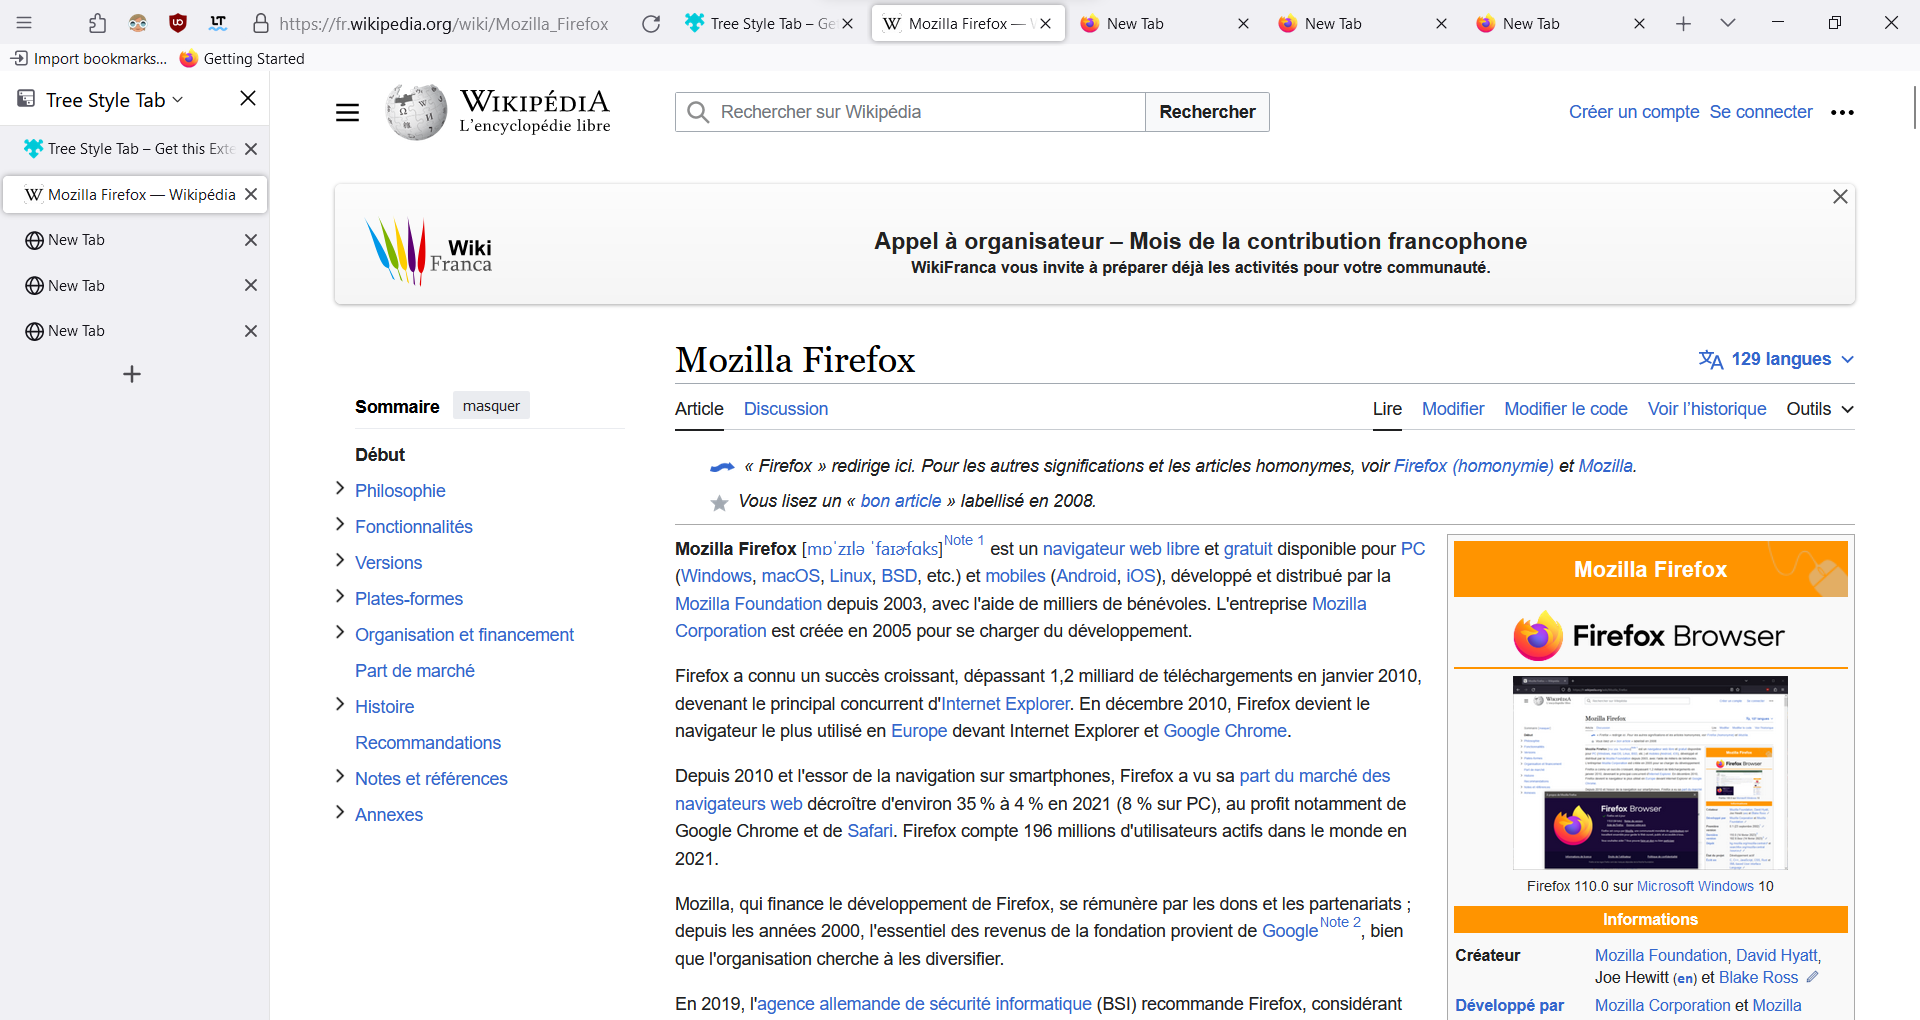 https://fr.wikipedia.org/wiki/Mozilla_Firefox
Tree Style Tab – Ge
Mozilla Firefox —
New Tab
New Tab
New Tab
Import bookmarks...
Getting Started
Tree Style Tab
Tree Style Tab – Get this Exte
Mozilla Firefox — Wikipédia
New Tab
New Tab
New Tab
WIKIPÉDIA
L'encyclopédie libre
Rechercher sur Wikipédia
Rechercher
Créer un compte
Se connecter
Wiki
Franca
Appel à organisateur – Mois de la contribution francophone
WikiFranca vous invite à préparer déjà les activités pour votre communauté.
Mozilla Firefox
129 langues
Sommaire
masquer
Début
Philosophie
Fonctionnalités
Versions
Plates-formes
Organisation et financement
Part de marché
Histoire
Recommandations
Notes et références
Annexes
Article
Discussion
Lire
Modifier
Modifier le code
Voir l'historique
Outils
« Firefox » redirige ici. Pour les autres significations et les articles homonymes, voir Firefox (homonymie) et Mozilla.
Vous lisez un « bon article » labellisé en 2008.
Mozilla Firefox [mɒˈzɪlə ˈfaɪɚfɑks]Note 1 est un navigateur web libre et gratuit disponible pour PC
(Windows, macOS, Linux, BSD, etc.) et mobiles (Android, iOS), développé et distribué par la
Mozilla Foundation depuis 2003, avec l'aide de milliers de bénévoles. L'entreprise Mozilla
Corporation est créée en 2005 pour se charger du développement.
Firefox a connu un succès croissant, dépassant 1,2 milliard de téléchargements en janvier 2010,
devenant le principal concurrent d'Internet Explorer. En décembre 2010, Firefox devient le
navigateur le plus utilisé en Europe devant Internet Explorer et Google Chrome.
Depuis 2010 et l'essor de la navigation sur smartphones, Firefox a vu sa part du marché des
navigateurs web décroître d'environ 35 % à 4 % en 2021 (8 % sur PC), au profit notamment de
Google Chrome et de Safari. Firefox compte 196 millions d'utilisateurs actifs dans le monde en
2021.
Mozilla, qui finance le développement de Firefox, se rémunère par les dons et les partenariats ;
depuis les années 2000, l'essentiel des revenus de la fondation provient de GoogleNote 2, bien
que l'organisation cherche à les diversifier.
En 2019, l'agence allemande de sécurité informatique (BSI) recommande Firefox, considérant
Mozilla Firefox
Firefox Browser
Mozilla Firefox
Firefox Browser
Firefox Browser
Firefox 110.0 sur Microsoft Windows 10
Informations
Créateur
Mozilla Foundation, David Hyatt,
Joe Hewitt (en) et Blake Ross
Développé par
Mozilla Corporation et Mozilla